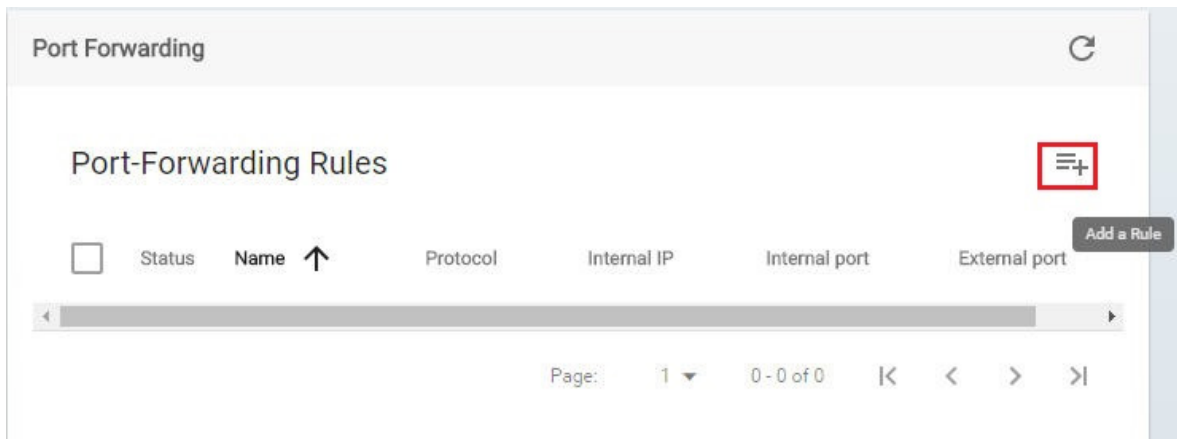 Port Forwarding
Port-Forwarding Rules
Add a Rule
Status Name Protocol Internal IP Internal port External port
Page: 1 0 - 0 of 0